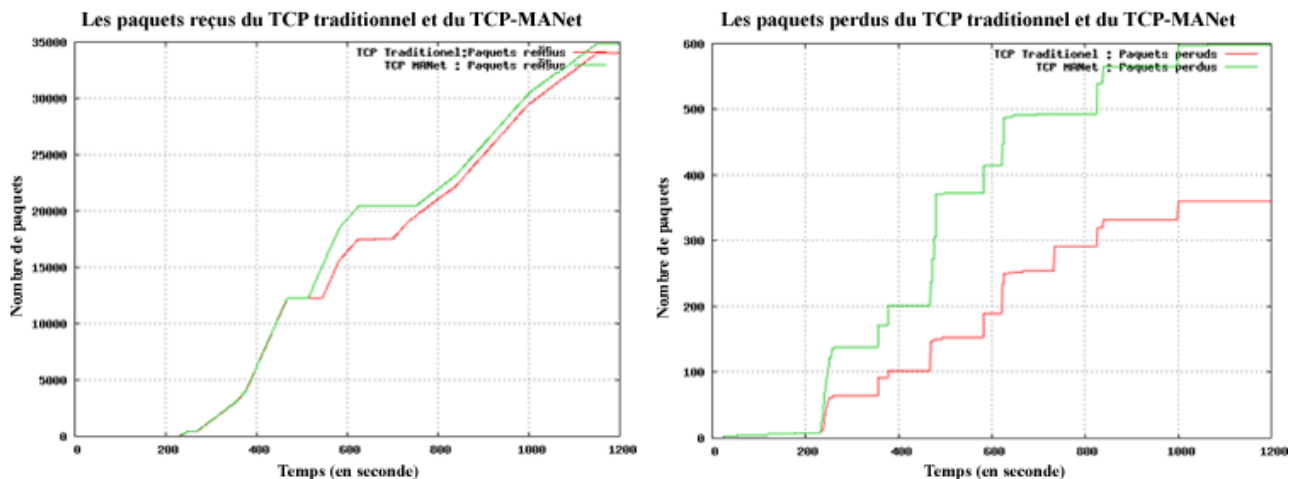 Les paquets reçus du TCP traditionnel et du TCP-MANet
35000
30000
25000
20000
15000
10000
5000
0
TCP Traditionel:Paquets
TCP MANet : Paquets
Nombre de paquets
0 200 400 600 800 1000 1200
Temps (en seconde)
Les paquets perdus du TCP traditionnel et du TCP-MANet
600
500
400
300
200
100
0
TCP Traditionel : Paquets peruds
TCP MANet : Paquets perdus
Nombre de paquets
0 200 400 600 800 1000 1200
Temps (en seconde)